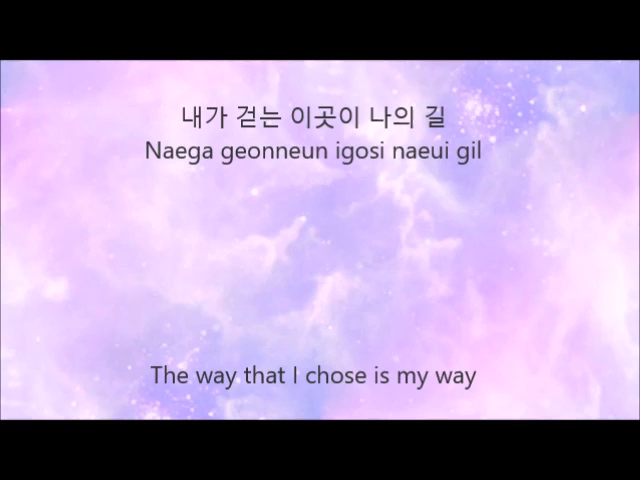 내가 걷는 이곳이 나의 길
Naega geonneun igosi naeui gil
The way that I chose is my way